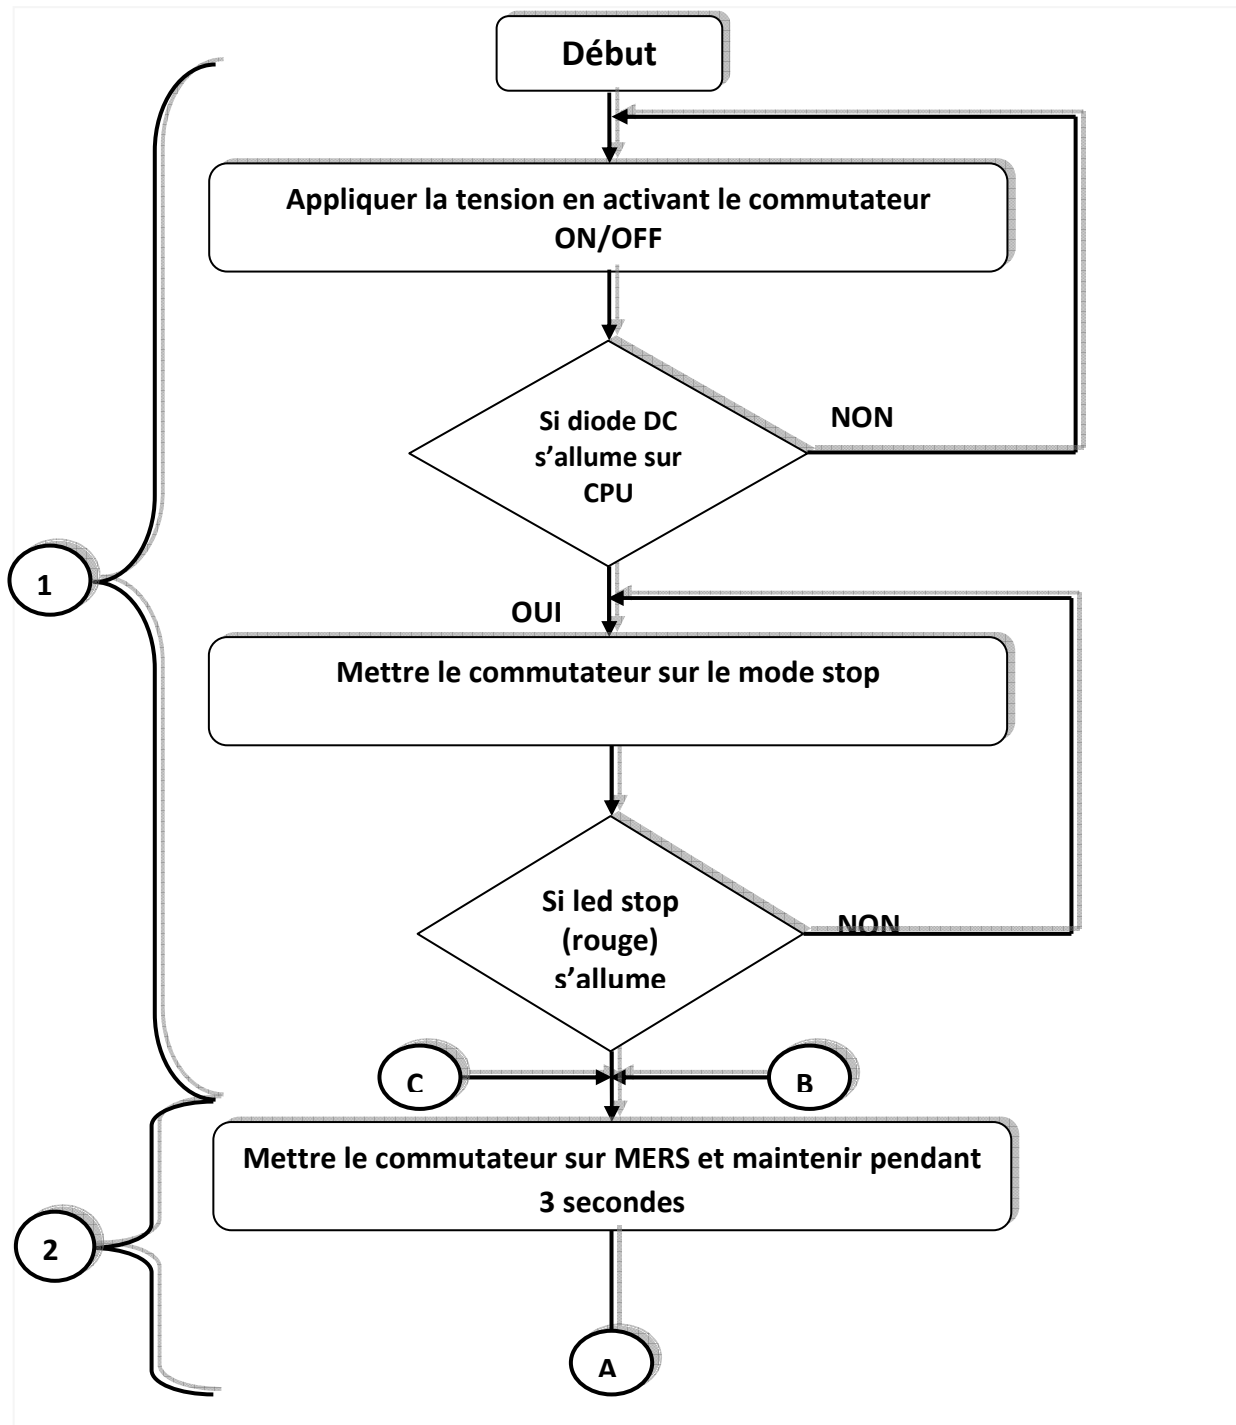 Début
Appliquer la tension en activant le commutateur
ON/OFF
Si diode DC
s’allume sur
CPU
NON
1
OUI
Mettre le commutateur sur le mode stop
Si led stop
(rouge)
s’allume
NON
C
B
Mettre le commutateur sur MERS et maintenir pendant
3 secondes
2
A